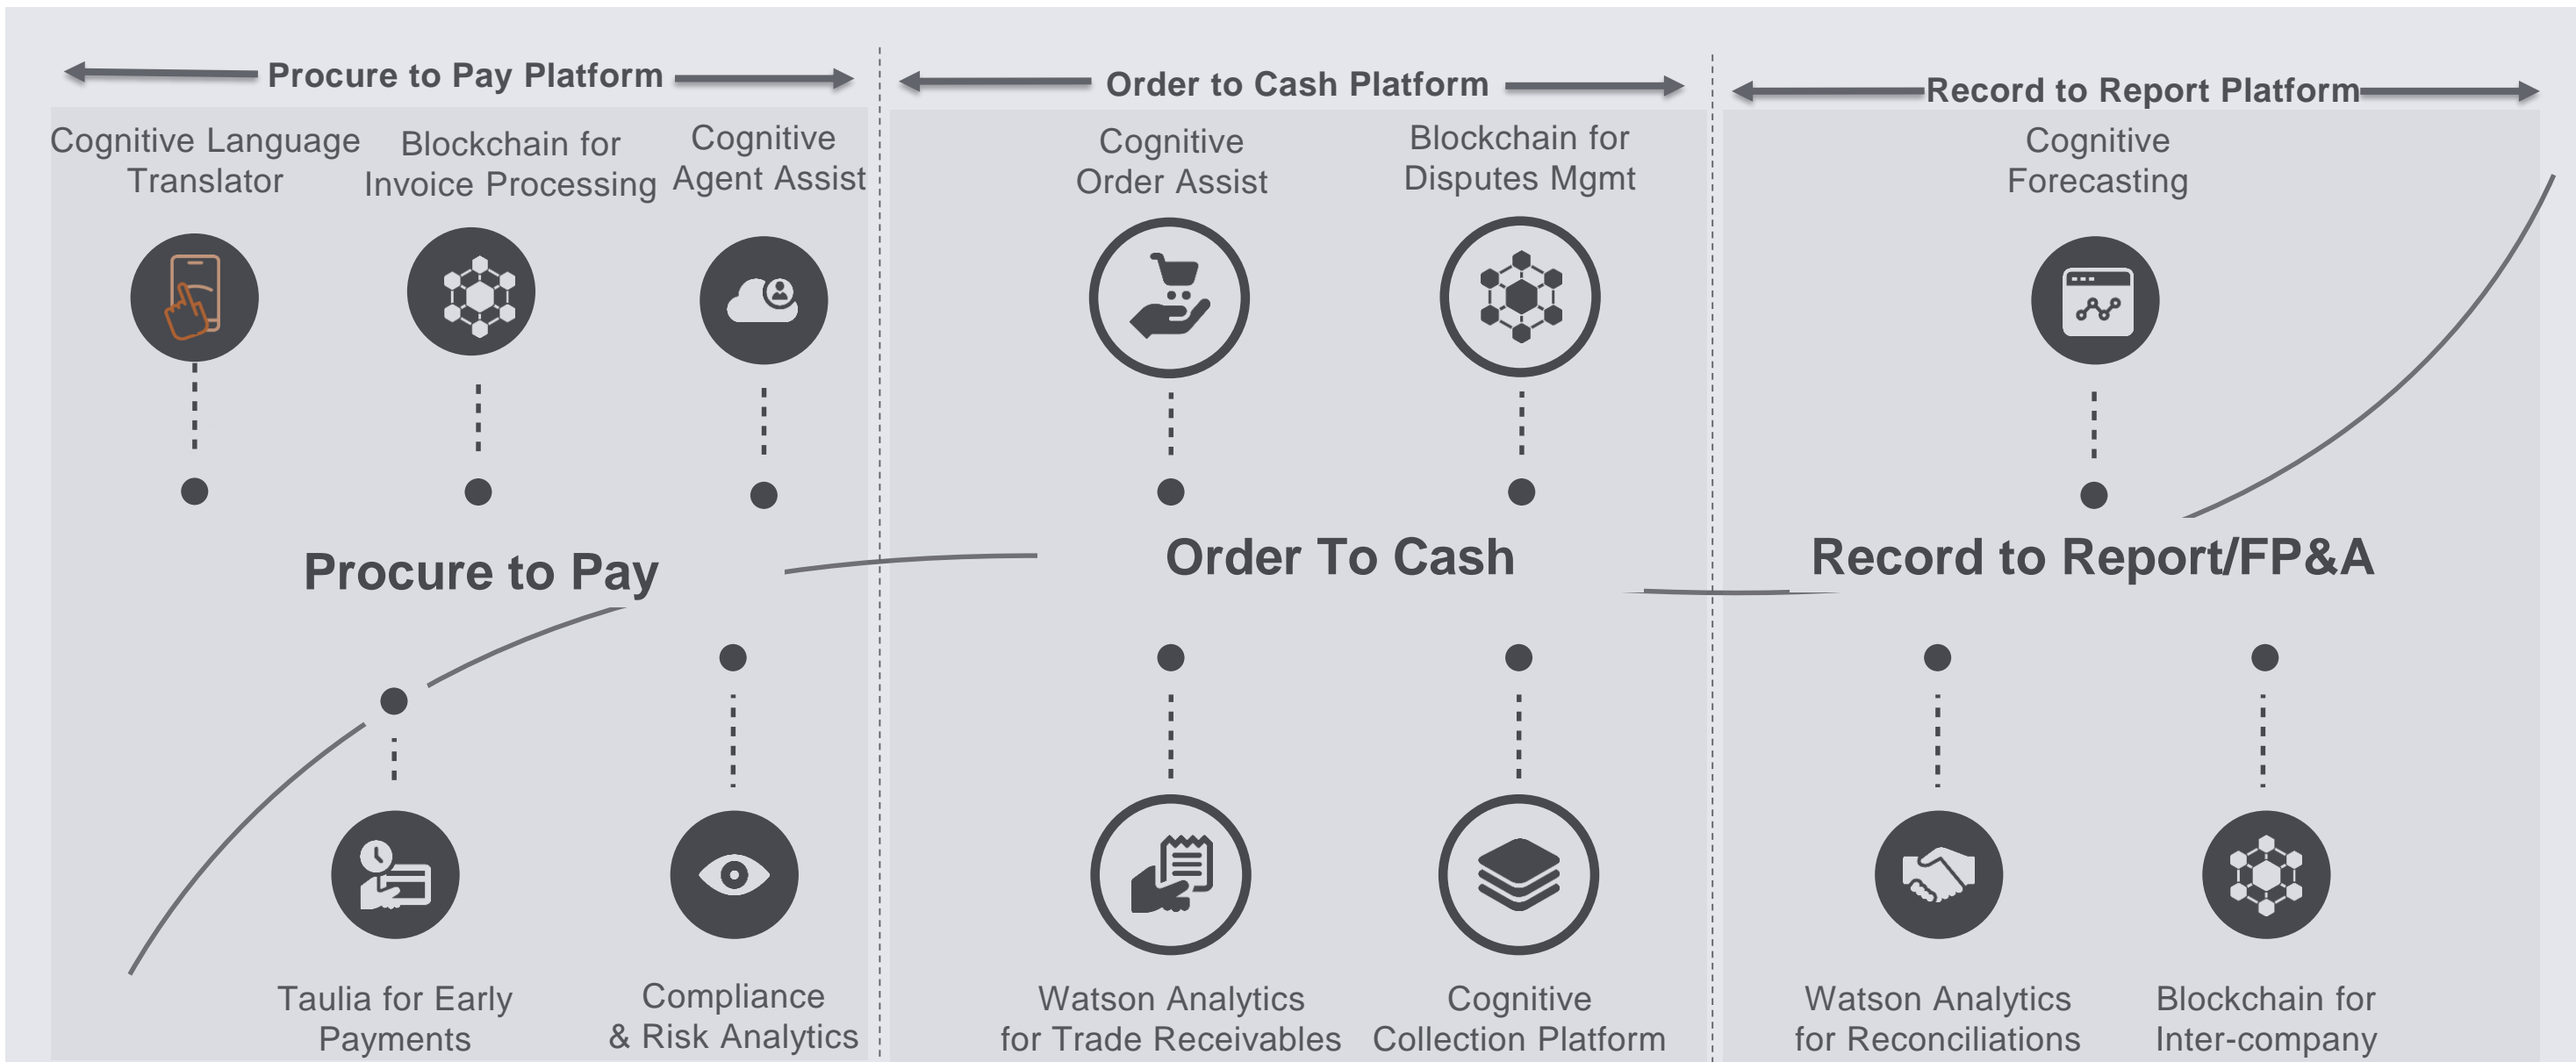 Procure to Pay Platform
Order to Cash Platform
Record to Report Platform
Cognitive Language
Translator
Blockchain for
Invoice Processing
Cognitive
Agent Assist
Cognitive
Order Assist
Blockchain for
Disputes Mgmt
Cognitive
Forecasting
Procure to Pay
Order To Cash
Record to Report/FP&A
Taulia for Early
Payments
Compliance
& Risk Analytics
Watson Analytics
for Trade Receivables
Cognitive
Collection Platform
Watson Analytics
for Reconciliations
Blockchain for
Inter-company